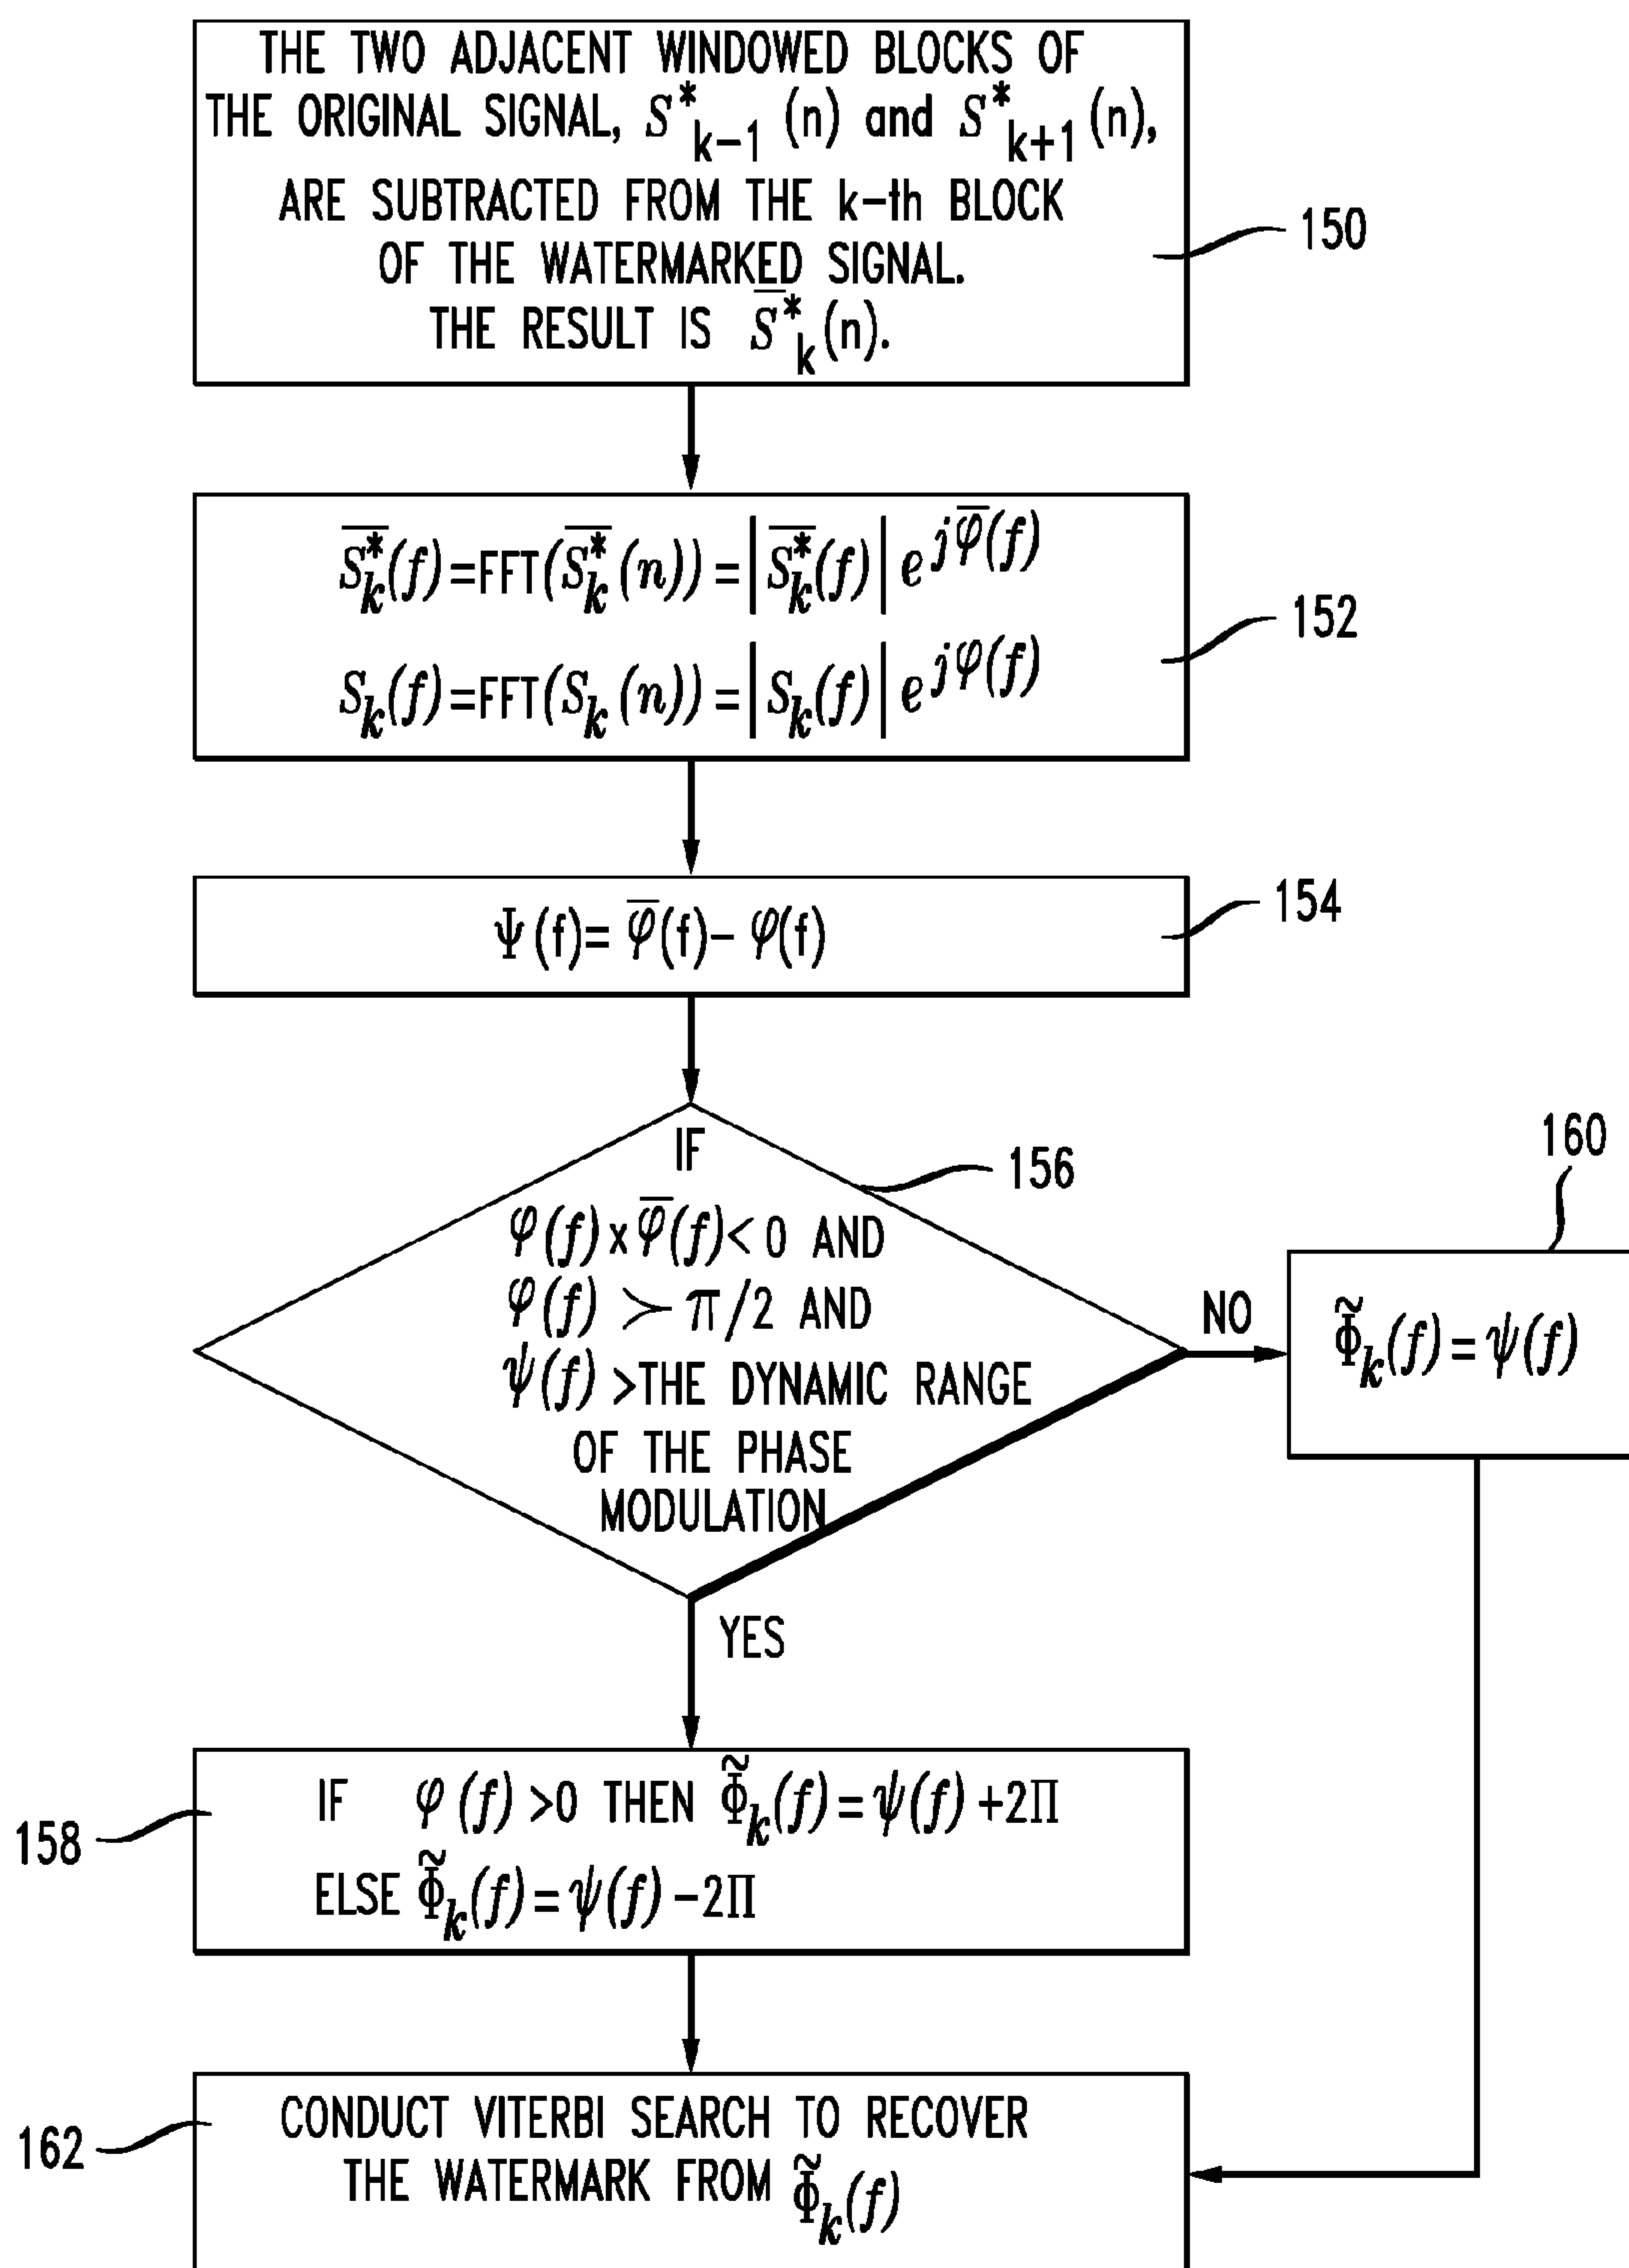 THE TWO ADJACENT WINDOWED BLOCKS OF
THE ORIGINAL SIGNAL, S*k-1 (n) and S*k+1 (n),
ARE SUBTRACTED FROM THE k-th BLOCK
OF THE WATERMARKED SIGNAL.
THE RESULT IS S̅*k (n).
150
S̅*k(f)=FFT(S̅*k(n))=|S̅*k(f)| e^jφ̅(f)
Sk(f)=FFT(Sk(n))=|Sk(f)| e^jφ(f)
152
Ψ(f)= φ̅(f)- φ(f)
154
IF
156
φ(f)x φ̅(f)< 0 AND
φ(f) ≻ π/2 AND
ψ(f) >THE DYNAMIC RANGE
OF THE PHASE
MODULATION
NO
160
Φ̃k(f)=ψ(f)
YES
IF φ(f) >0 THEN Φ̃k(f)=ψ(f)+2Π
ELSE Φ̃k(f)=ψ(f)-2Π
158
CONDUCT VITERBI SEARCH TO RECOVER
THE WATERMARK FROM Φ̃k(f)
162